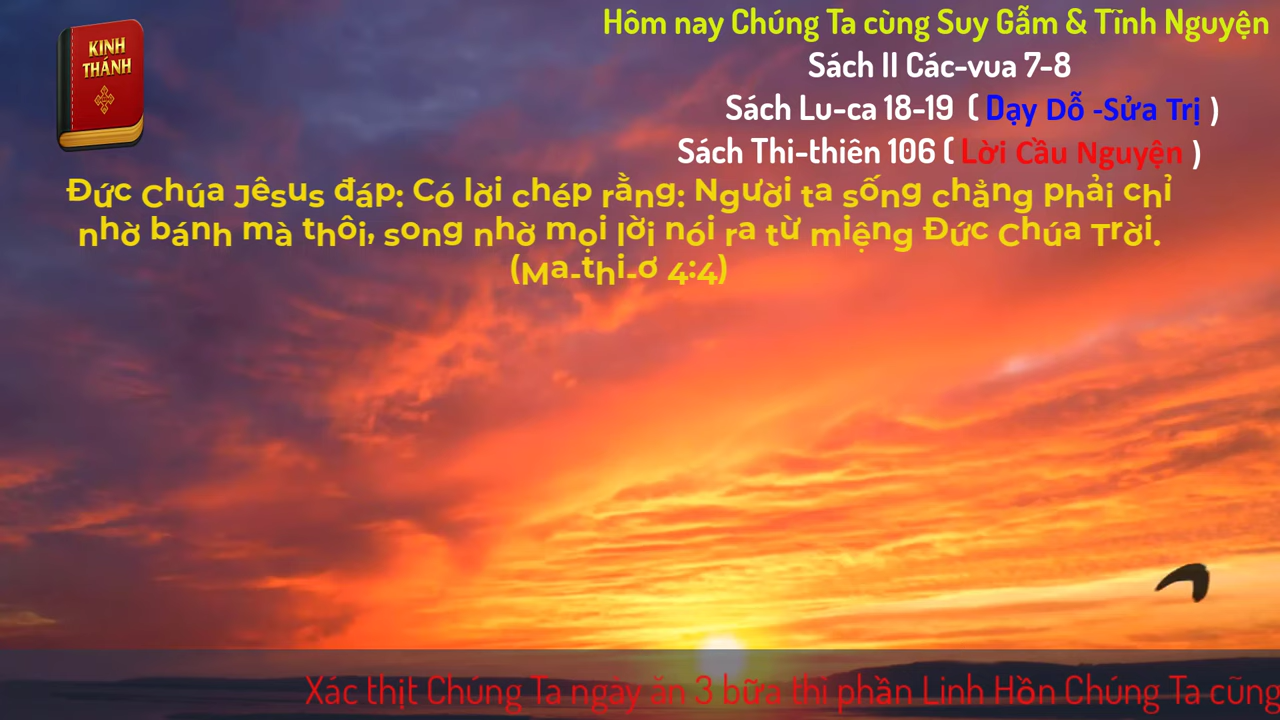 KINH
THÁNH
Hôm nay Chúng Ta cùng Suy Gẫm & Tĩnh Nguyện
Sách II Các-vua 7-8
Sách Lu-ca 18-19 ( Dạy Dỗ -Sửa Trị )
Sách Thi-thiên 106 ( Lời Cầu Nguyện )
Đức Chúa Jêsus đáp: Có lời chép rằng: Người ta sống chẳng phải chỉ
nhờ bánh mà thôi, song nhờ mọi lời nói ra từ miệng Đức Chúa Trời.
(Ma-thi-ơ 4:4)
Xác thịt Chúng Ta ngày ăn 3 bữa thì phần Linh Hồn Chúng Ta cũng